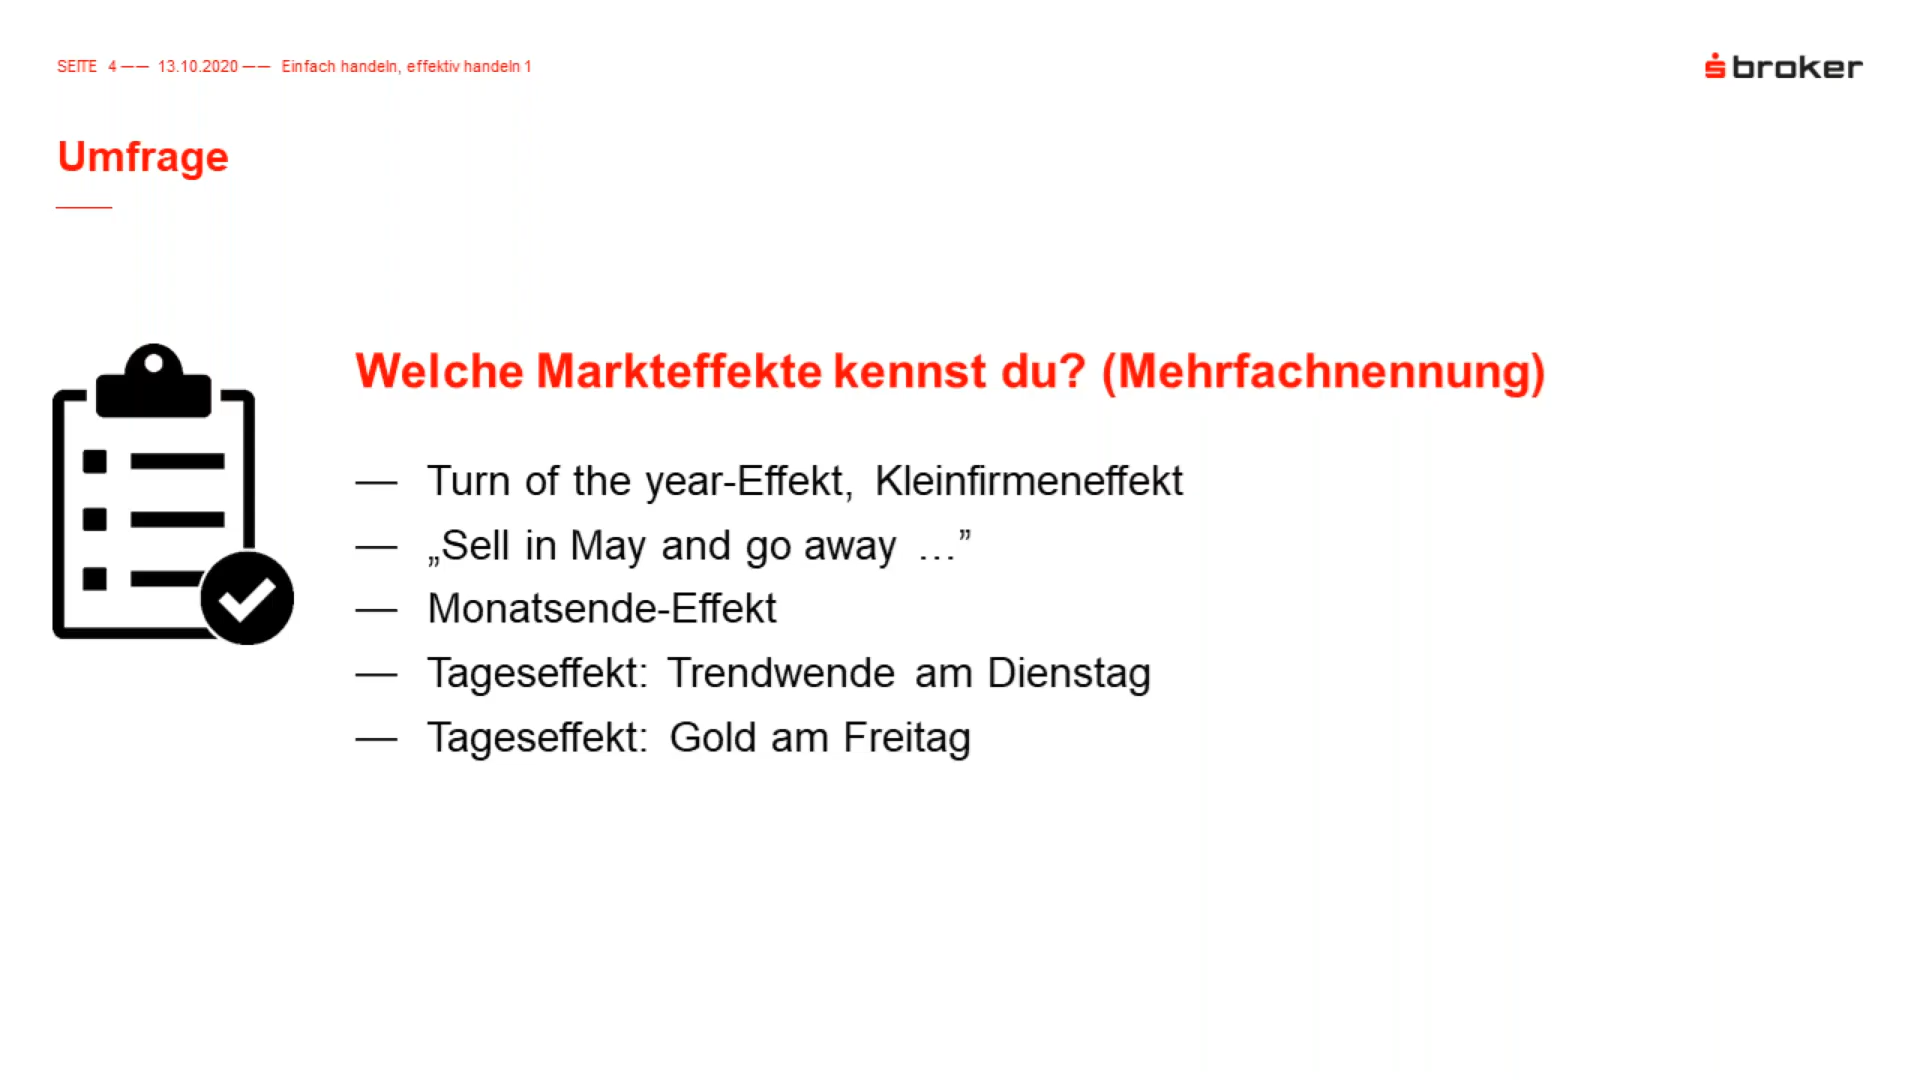 SEITE 4 —— 13.10.2020 —— Einfach handeln, effektiv handeln 1
broker
Umfrage
Welche Markteffekte kennst du? (Mehrfachnennung)
— Turn of the year-Effekt, Kleinfirmeneffekt
— „Sell in May and go away …”
— Monatsende-Effekt
— Tageseffekt: Trendwende am Dienstag
— Tageseffekt: Gold am Freitag